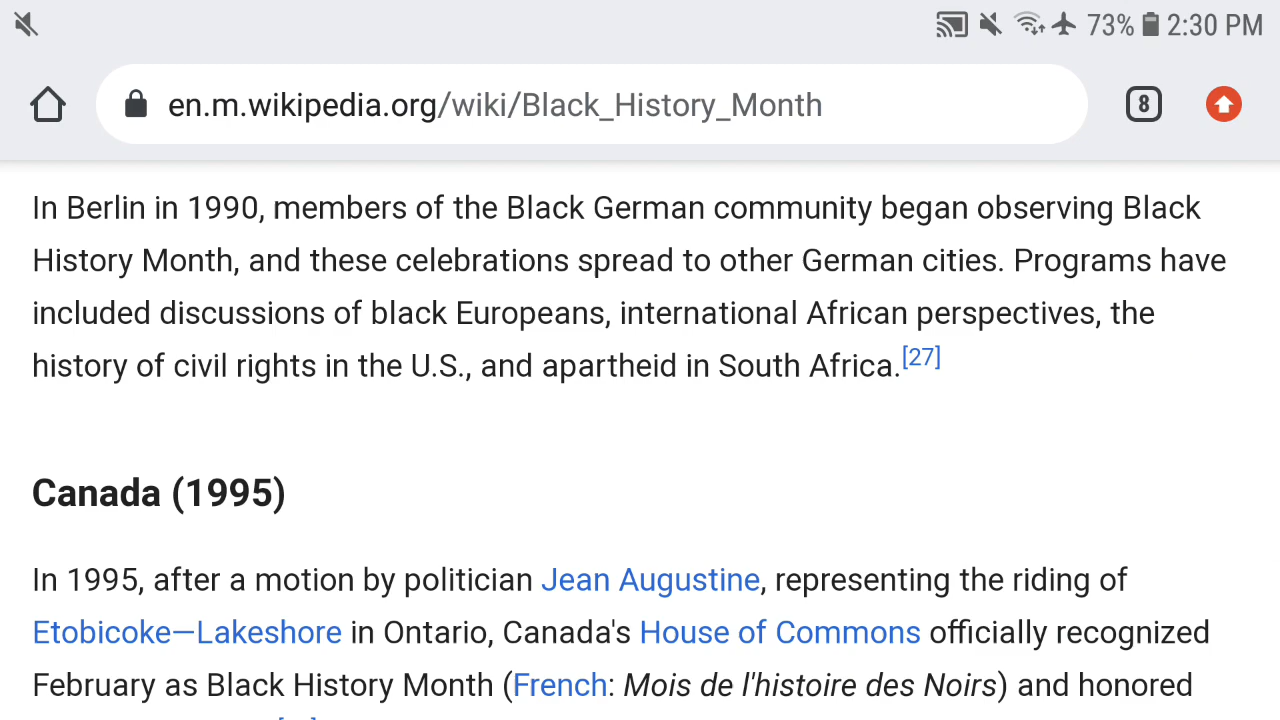 73% 2:30 PM
en.m.wikipedia.org/wiki/Black_History_Month 8
In Berlin in 1990, members of the Black German community began observing Black
History Month, and these celebrations spread to other German cities. Programs have
included discussions of black Europeans, international African perspectives, the
history of civil rights in the U.S., and apartheid in South Africa.[27]
Canada (1995)
In 1995, after a motion by politician Jean Augustine, representing the riding of
Etobicoke—Lakeshore in Ontario, Canada's House of Commons officially recognized
February as Black History Month (French: Mois de l'histoire des Noirs) and honored